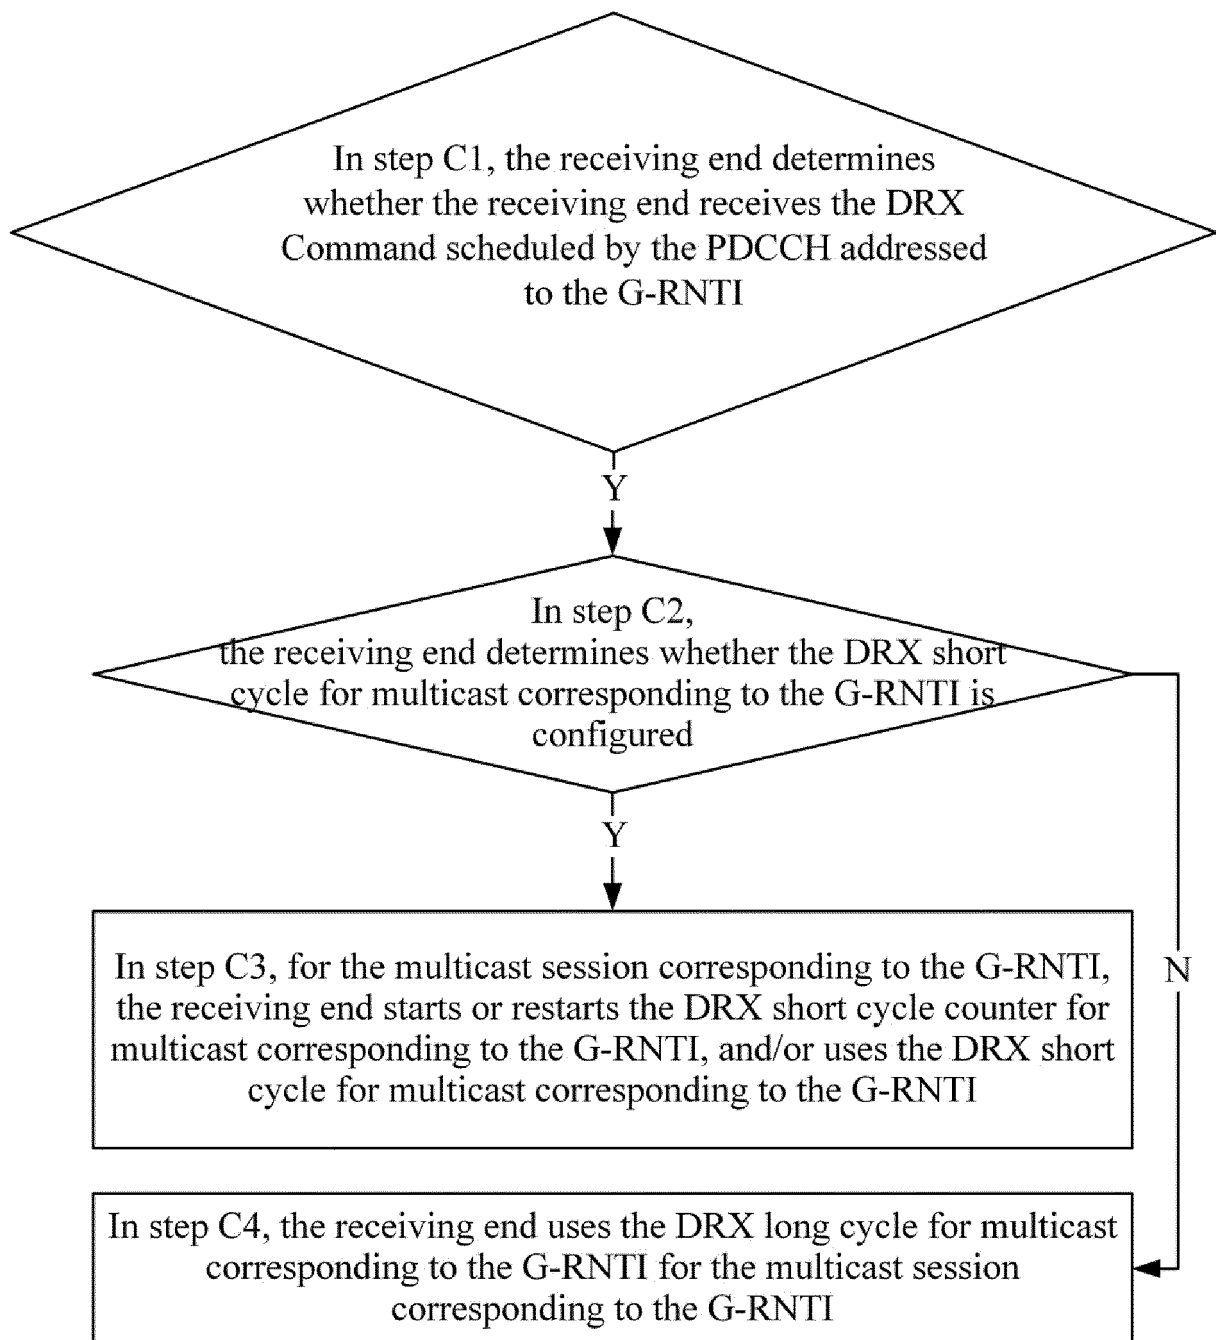 In step C1, the receiving end determines
whether the receiving end receives the DRX
Command scheduled by the PDCCH addressed
to the G-RNTI
Y
In step C2,
the receiving end determines whether the DRX short
cycle for multicast corresponding to the G-RNTI is
configured
Y
In step C3, for the multicast session corresponding to the G-RNTI,
the receiving end starts or restarts the DRX short cycle counter for
multicast corresponding to the G-RNTI, and/or uses the DRX short
cycle for multicast corresponding to the G-RNTI
N
In step C4, the receiving end uses the DRX long cycle for multicast
corresponding to the G-RNTI for the multicast session
corresponding to the G-RNTI